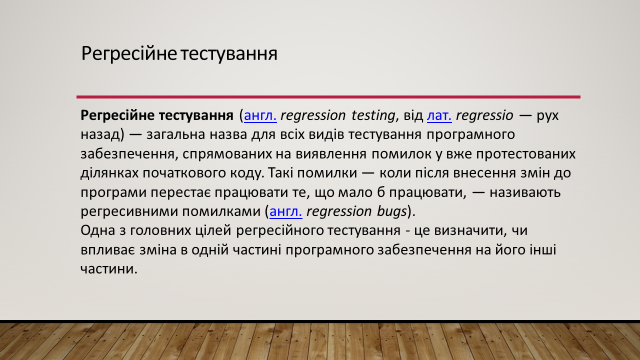 Регресійне тестування
Регресійне тестування (англ. regression testing, від лат. regressio — рух
назад) — загальна назва для всіх видів тестування програмного
забезпечення, спрямованих на виявлення помилок у вже протестованих
ділянках початкового коду. Такі помилки — коли після внесення змін до
програми перестає працювати те, що мало б працювати, — називають
регресивними помилками (англ. regression bugs).
Одна з головних цілей регресійного тестування - це визначити, чи
впливає зміна в одній частині програмного забезпечення на його інші
частини.